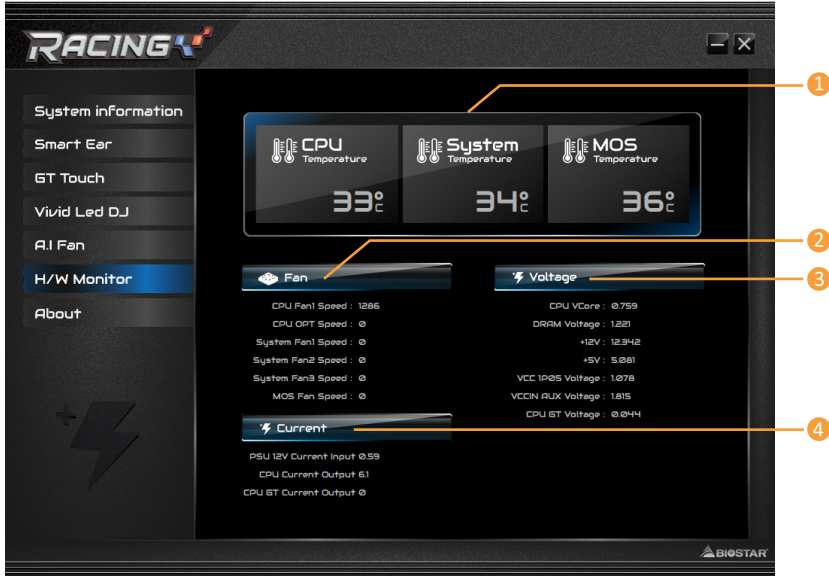 RACING
System information
Smart Ear
GT Touch
Vivid Led DJ
A.I Fan
H/W Monitor
About
1
CPU
Temperature
33°C
System
Temperature
34°C
MOS
Temperature
36°C
2
Fan
CPU Fan1 Speed : 1286
CPU OPT Speed : 0
System Fan1 Speed : 0
System Fan2 Speed : 0
System Fan3 Speed : 0
MOS Fan Speed : 0
3
Voltage
CPU VCore : 0.759
DRAM Voltage : 1.221
+12V : 12.342
+5V : 5.081
VCC 1P05 Voltage : 1.078
VCCIN AUX Voltage : 1.815
CPU GT Voltage : 0.044
4
Current
PSU 12V Current Input 0.59
CPU Current Output 6.1
CPU GT Current Output 0
BIOSTAR